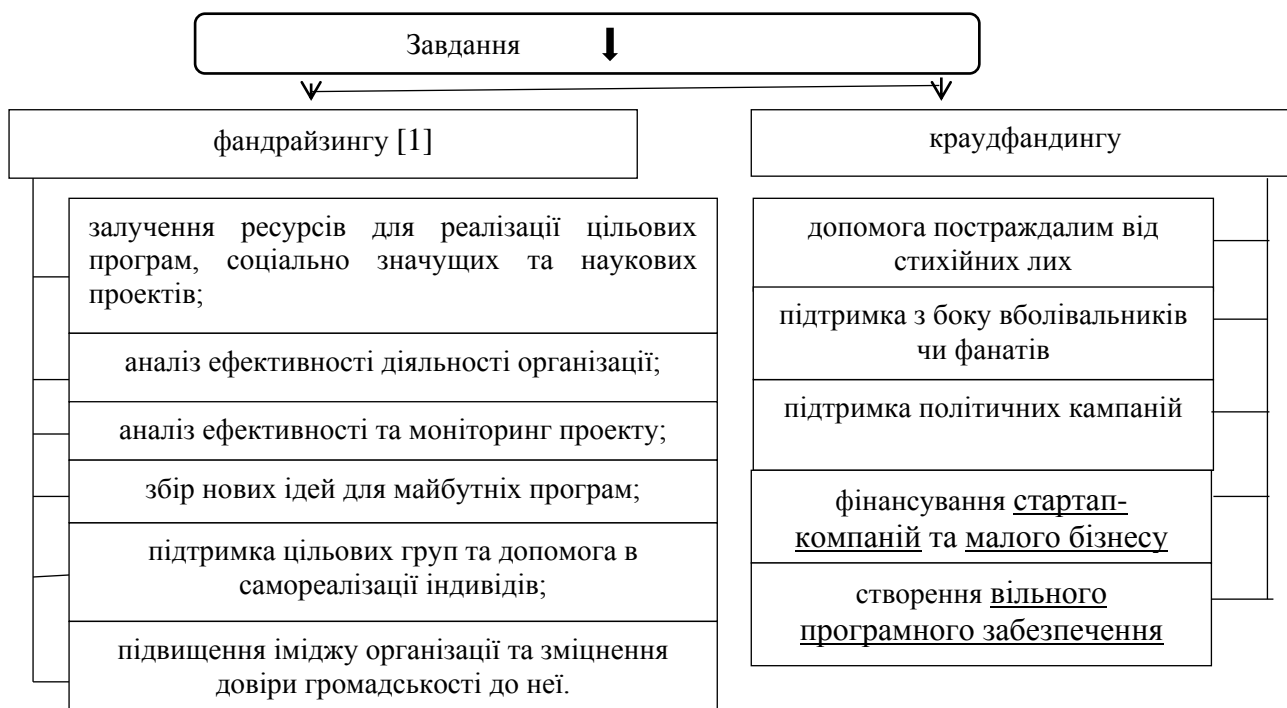 Завдання
фандрайзингу [1]
залучення ресурсів для реалізації цільових
програм, соціально значущих та наукових
проектів;
аналіз ефективності діяльності організації;
аналіз ефективності та моніторинг проекту;
збір нових ідей для майбутніх програм;
підтримка цільових груп та допомога в
самореалізації індивідів;
підвищення іміджу організації та зміцнення
довіри громадськості до неї.
краудфандингу
допомога постраждалим від
стихійних лих
підтримка з боку вболівальників
чи фанатів
підтримка політичних кампаній
фінансування стартап-
компаній та малого бізнесу
створення вільного
програмного забезпечення